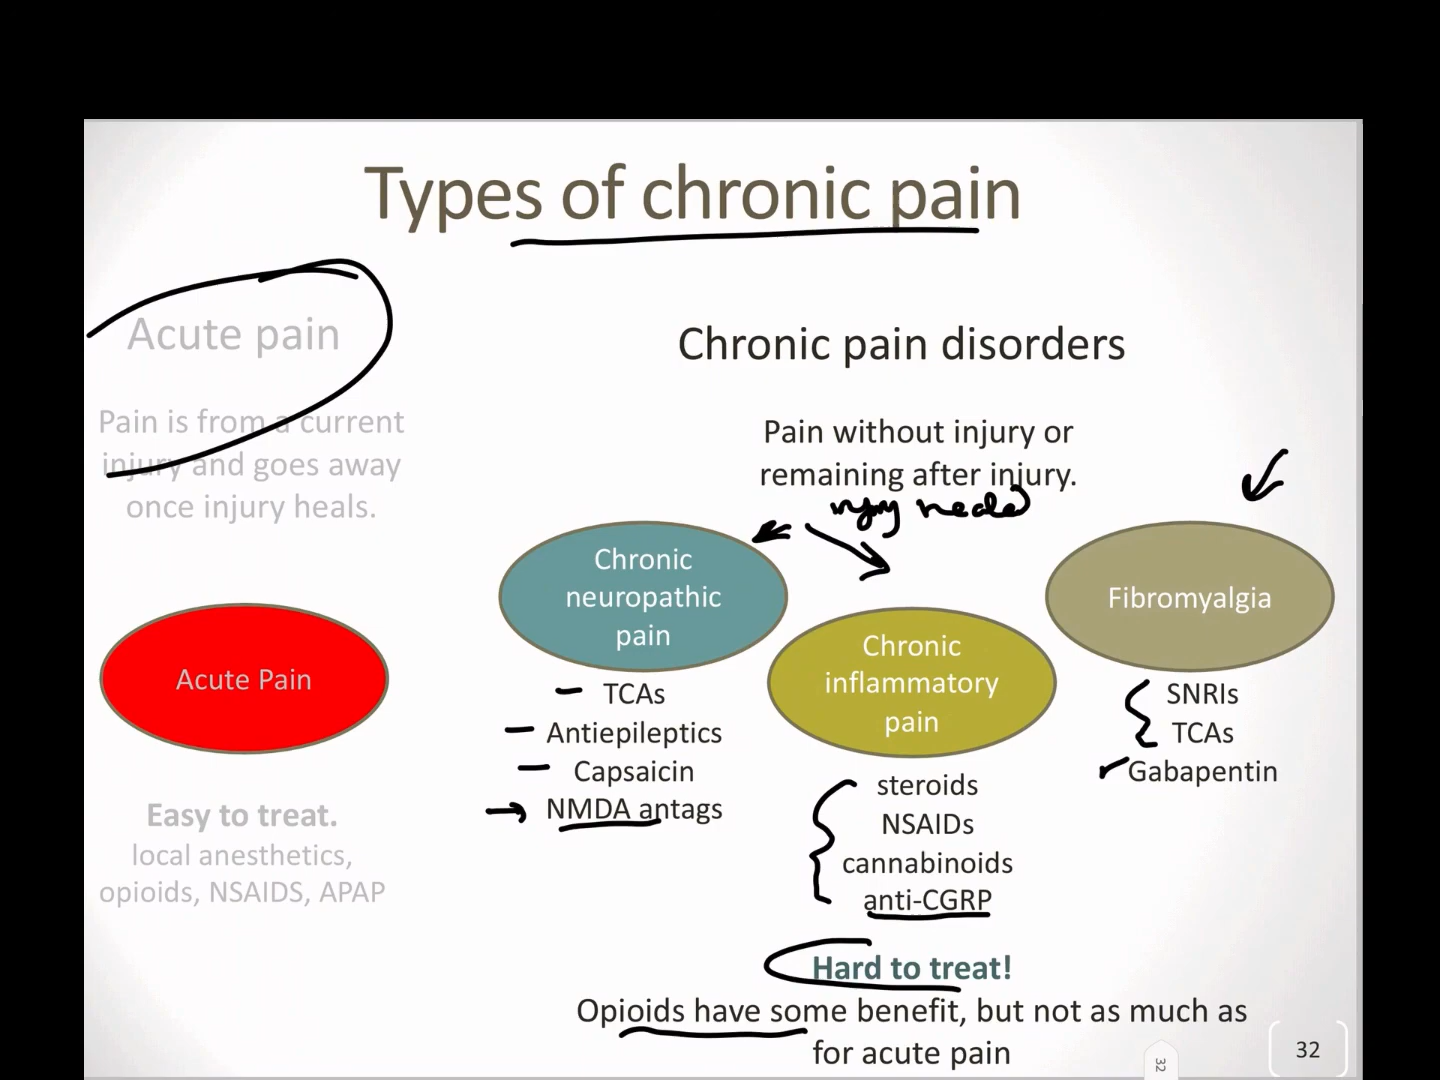 Types of chronic pain
Acute pain
Pain is from a current
injury and goes away
once injury heals.
Acute Pain
Easy to treat.
local anesthetics,
opioids, NSAIDS, APAP
Chronic pain disorders
Pain without injury or
remaining after injury.
injury healed
Chronic
neuropathic
pain
TCAs
Antiepileptics
Capsaicin
NMDA antags
Chronic
inflammatory
pain
steroids
NSAIDs
cannabinoids
anti-CGRP
Fibromyalgia
SNRIs
TCAs
Gabapentin
Hard to treat!
Opioids have some benefit, but not as much as
for acute pain
32
32